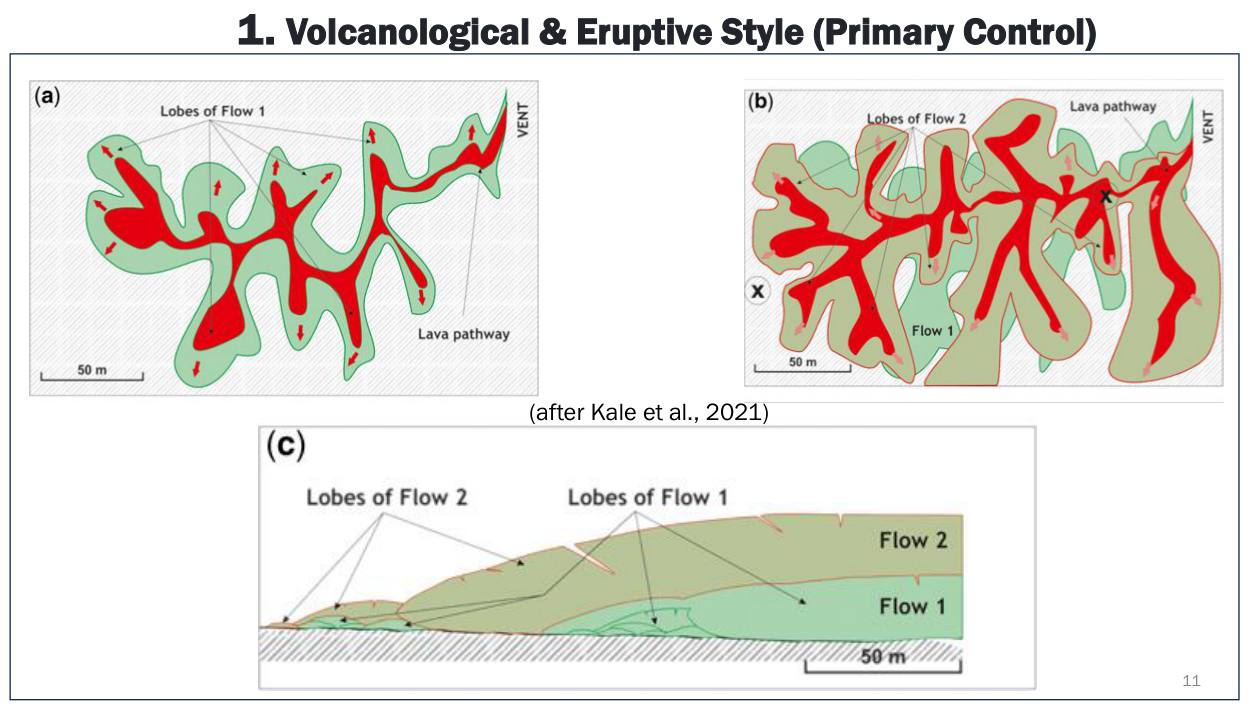 1. Volcanological & Eruptive Style (Primary Control)
(a)
Lobes of Flow 1
VENT
Lava pathway
50 m
(b)
Lobes of Flow 2
Lava pathway
VENT
X
X
Flow 1
50 m
(after Kale et al., 2021)
(c)
Lobes of Flow 2
Lobes of Flow 1
Flow 2
Flow 1
50 m
11